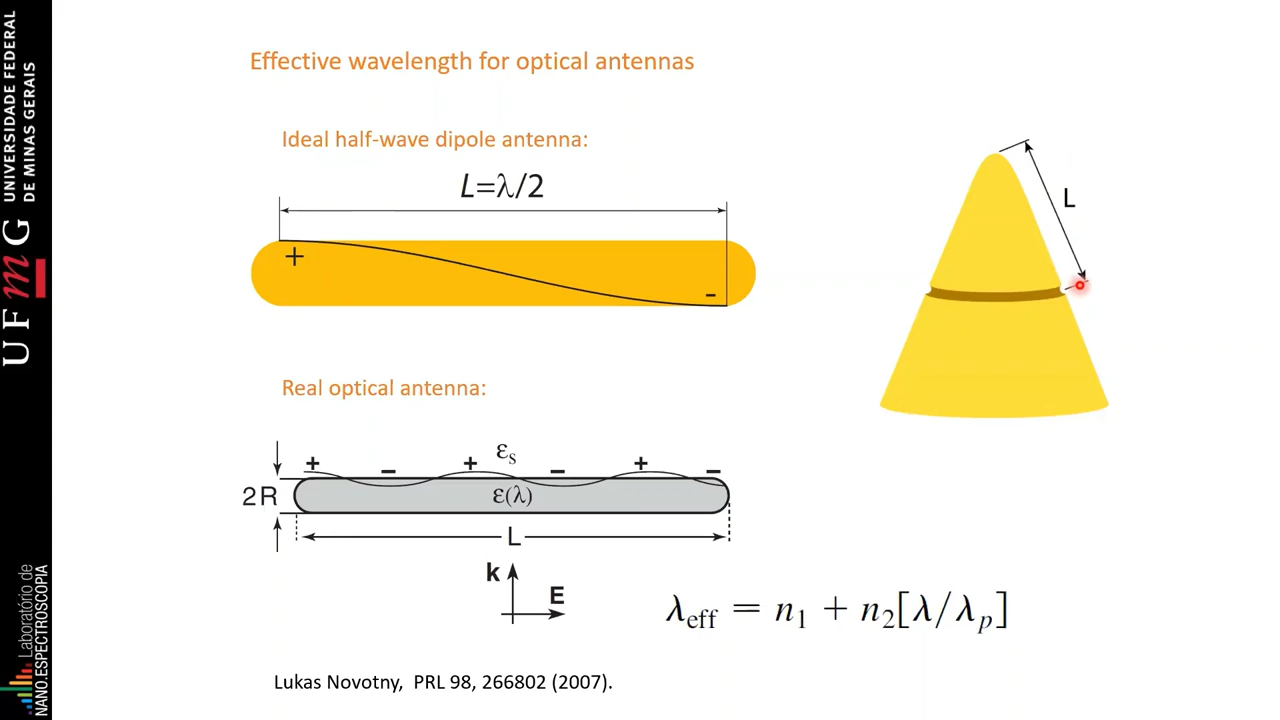 UNIVERSIDADE FEDERAL
DE MINAS GERAIS
UFmG
Laboratório de
NANO.ESPECTROSCOPIA
Effective wavelength for optical antennas
Ideal half-wave dipole antenna:
L=λ/2
+
-
L
Real optical antenna:
+ − + − + −
εs
2R
ε(λ)
L
k
E
λeff = n1 + n2[λ/λp]
Lukas Novotny, PRL 98, 266802 (2007).